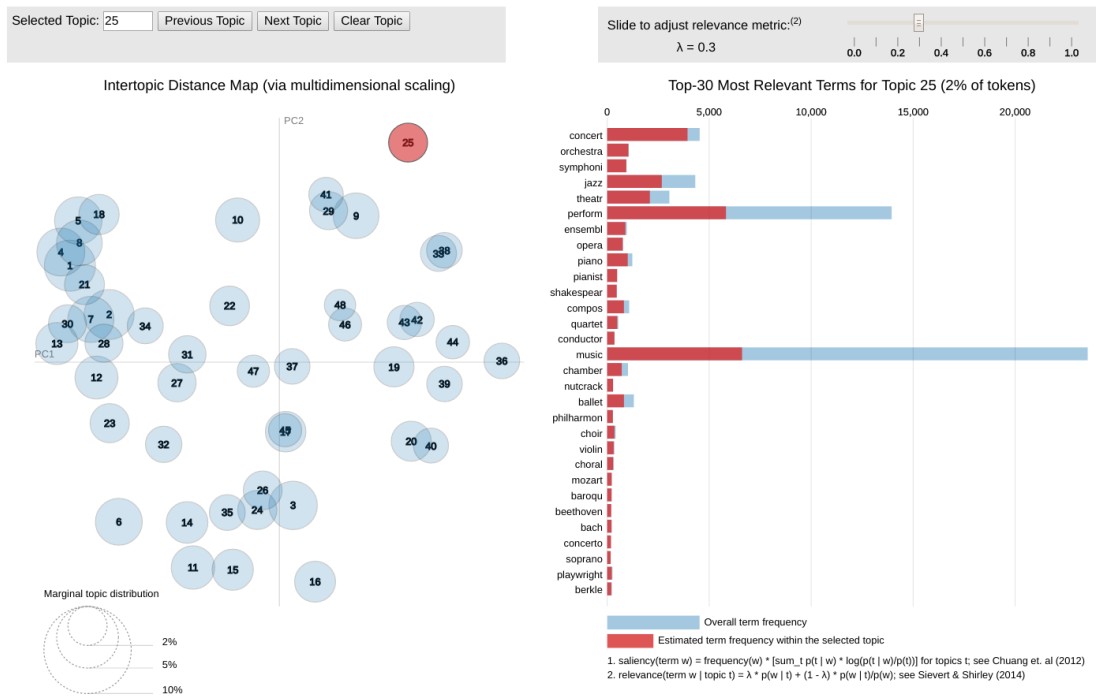 Selected Topic: 25 Previous Topic Next Topic Clear Topic
Slide to adjust relevance metric:(2)
λ = 0.3
0.0 0.2 0.4 0.6 0.8 1.0
Intertopic Distance Map (via multidimensional scaling)
PC2
25
41
18
5
29
9
10
8
4
38
33
1
21
48
22
2
7
42
43
30
46
34
13
28
44
PC1
31
36
37
19
47
12
27
39
23
45
17
20
40
32
26
3
24
35
6
14
11
15
16
Marginal topic distribution
2%
5%
10%
Top-30 Most Relevant Terms for Topic 25 (2% of tokens)
0 5,000 10,000 15,000 20,000
concert
orchestra
symphoni
jazz
theatr
perform
ensembl
opera
piano
pianist
shakespear
compos
quartet
conductor
music
chamber
nutcrack
ballet
philharmon
choir
violin
choral
mozart
baroqu
beethoven
bach
concerto
soprano
playwright
berkle
Overall term frequency
Estimated term frequency within the selected topic
1. saliency(term w) = frequency(w) * [sum_t p(t | w) * log(p(t | w)/p(t))] for topics t; see Chuang et. al (2012)
2. relevance(term w | topic t) = λ * p(w | t) + (1 - λ) * p(w | t)/p(w); see Sievert & Shirley (2014)